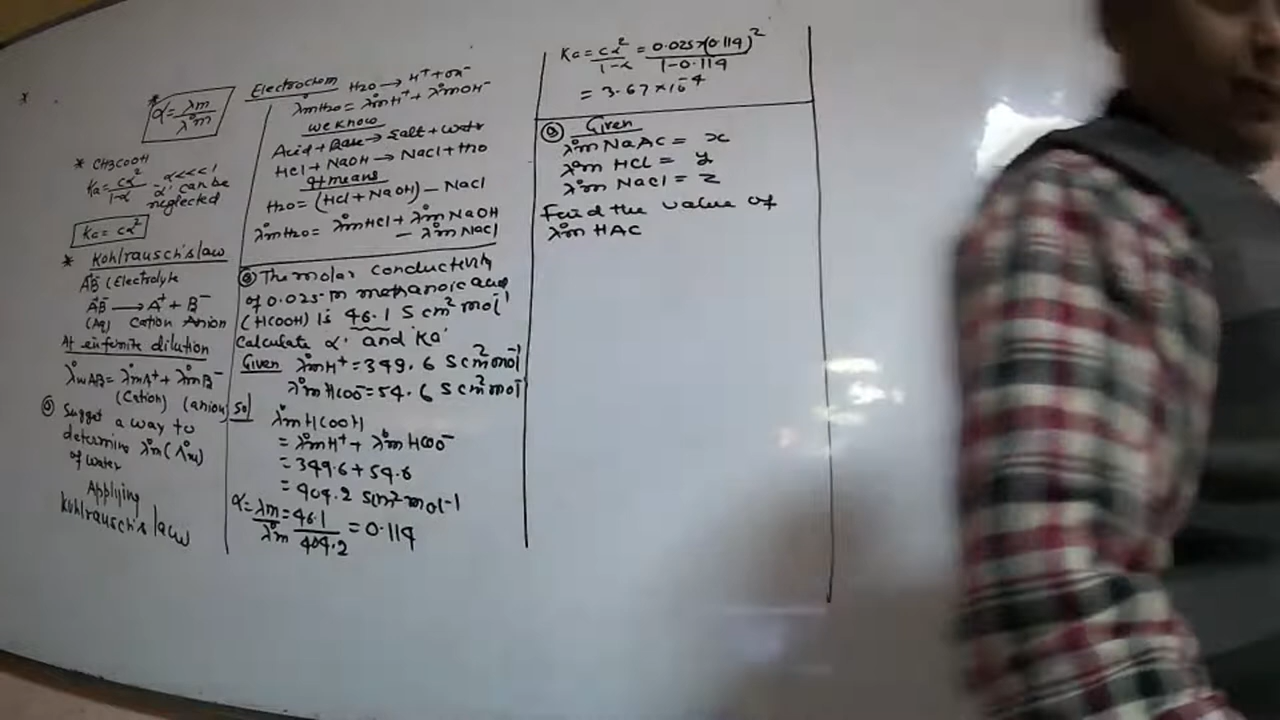 Electrochem
*
α = λm / λ°m
* CH3COOH
Ka = cα² / 1-α
α <<<< 1
'α' can be
neglected
Ka = cα²
* Kohlrausch's law
A⁺B⁻ (Electrolyte
A⁺B⁻ → A⁺ + B⁻
(Aq) Cation Anion
At enfinite dilution
λ°m AB = λ°m A⁺ + λ°m B⁻
(Cation) (anion)
Q Sugget a way to
determine λ°m (Λ°m)
of water
Applying
Kohlrausch's law
H2O → H⁺ + OH⁻
λ°m H2O = λ°m H⁺ + λ°m OH⁻
we know
Acid + Base → Salt + Water
HCl + NaOH → NaCl + H2O
It means
H2O = (HCl + NaOH) - NaCl
λ°m H2O = λ°m HCl + λ°m NaOH
- λ°m NaCl
Q The molar conductivity
of 0.025 m methanoic acid
(HCOOH) is 46.1 S cm² mol⁻¹
Calculate 'α' and 'Ka'
Given λ°m H⁺ = 349.6 S cm² mol⁻¹
λ°m HCOO⁻ = 54.6 S cm² mol⁻¹
Sol λ°m HCOOH
= λ°m H⁺ + λ°m HCOO⁻
= 349.6 + 54.6
= 404.2 S cm² mol-1
α = λm / λ°m = 46.1 / 404.2 = 0.114
Ka = cα² / 1-α = 0.025 × (0.114)² / 1-0.114
= 3.67 × 10⁻⁴
Q Given
λ°m NaAC = x
λ°m HCl = y
λ°m NaCl = z
Find the value of
λ°m HAC